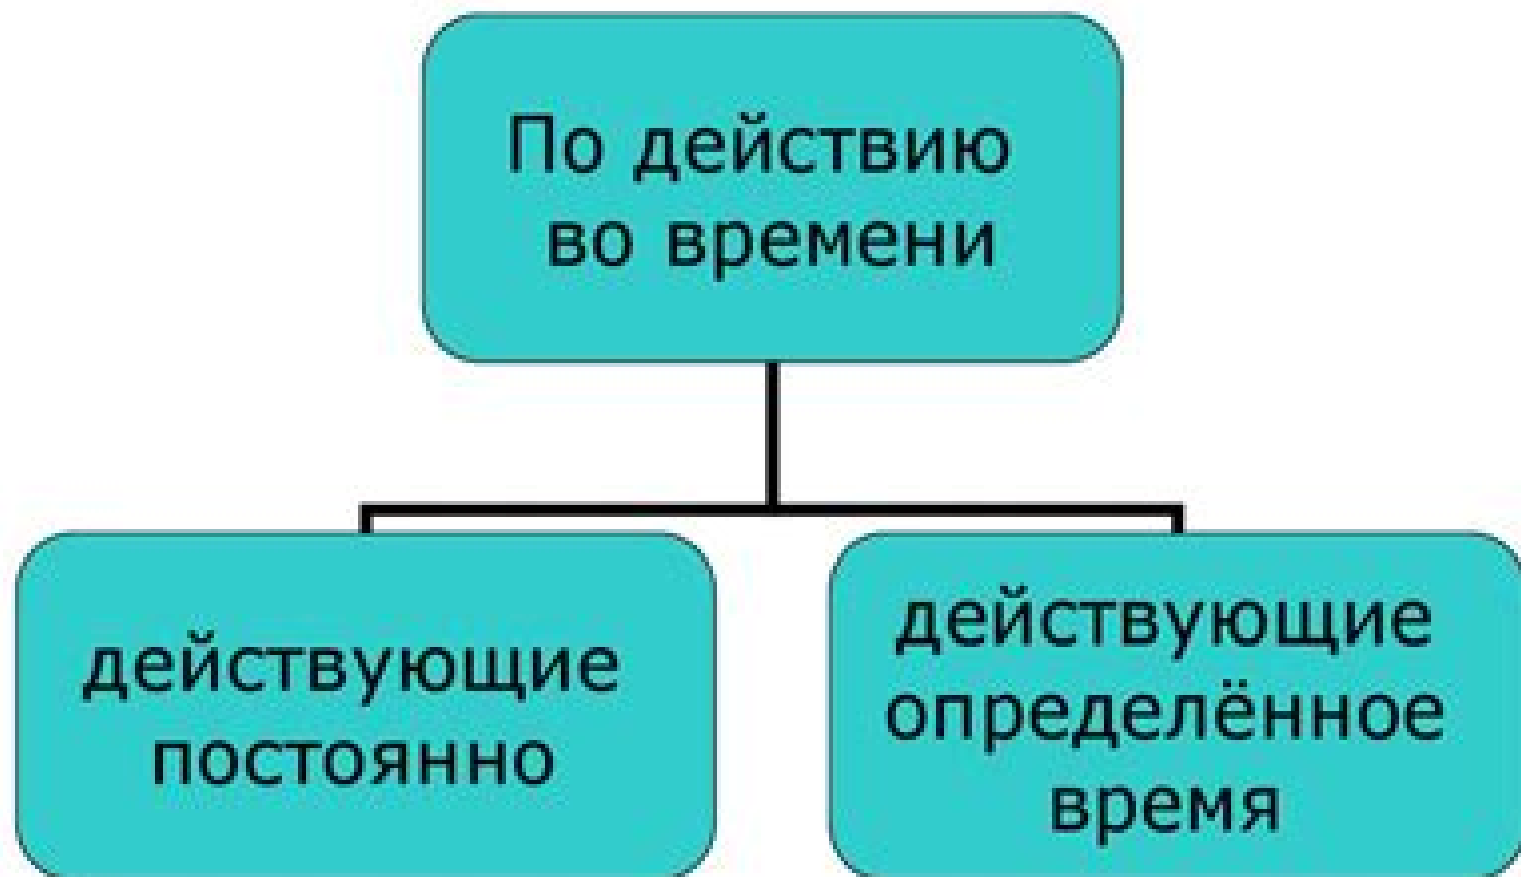 По действию
во времени
действующие
постоянно
действующие
определённое
время